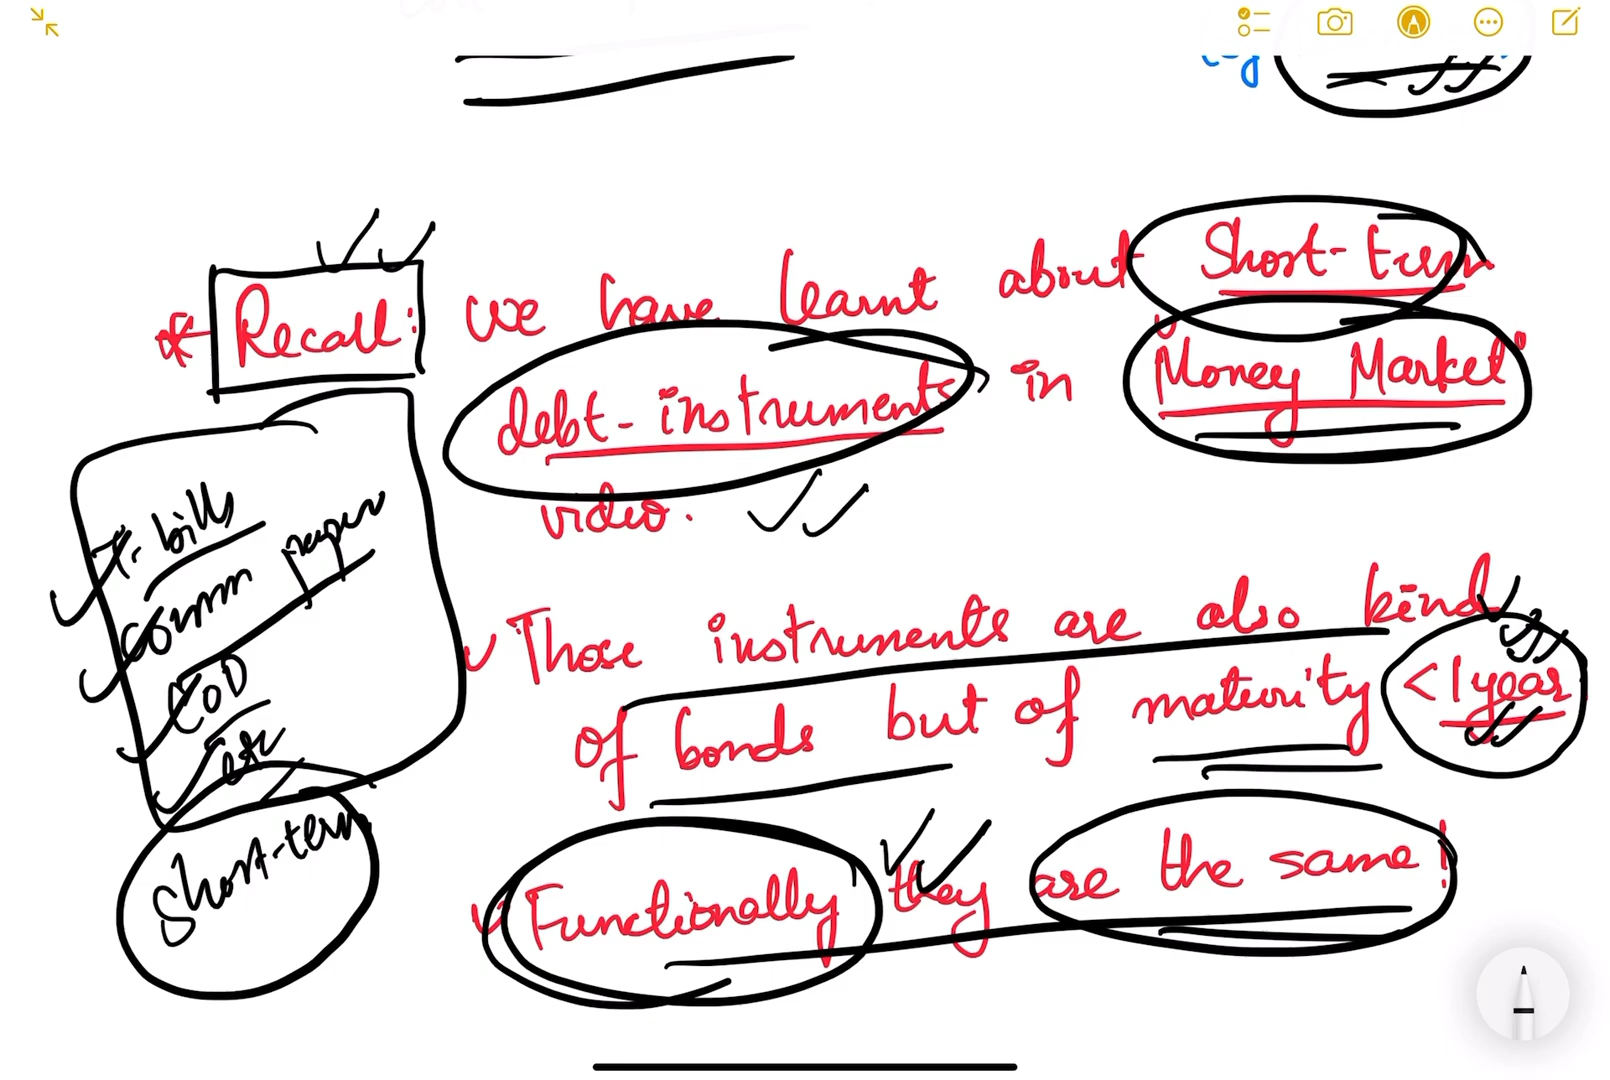 * Recall: we have learnt about Short-term
debt-instruments in "Money Market"
video.
T-bills
Comm paper
COD
etc
Short-term
Those instruments are also kind
of bonds but of maturity <1 year
Functionally they are the same!